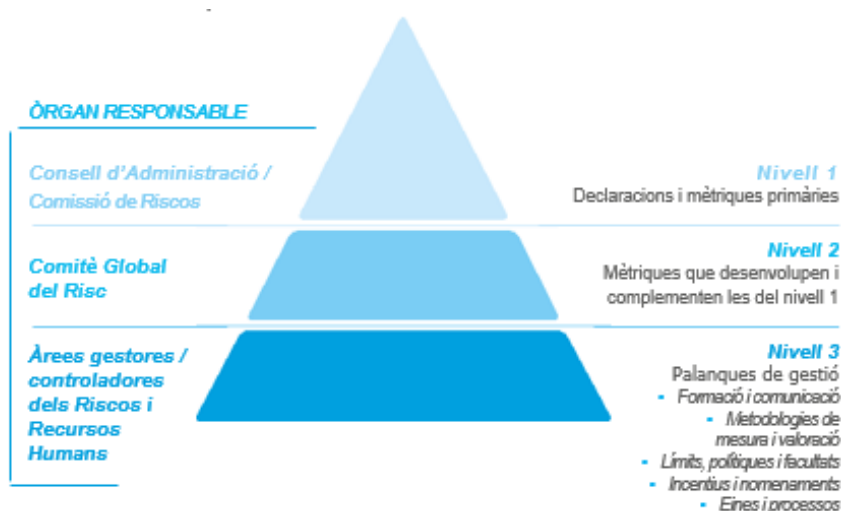 ÒRGAN RESPONSABLE
Consell d'Administració /
Comissió de Riscos
Nivell 1
Declaracions i mètriques primàries
Comitè Global
del Risc
Nivell 2
Mètriques que desenvolupen i
complementen les del nivell 1
Àrees gestores /
controladores
dels Riscos i
Recursos
Humans
Nivell 3
Palanques de gestió
• Formació i comunicació
• Metodologies de
mesura i valoració
• Límits, polítiques i facultats
• Incentius i nomenaments
• Eines i processos